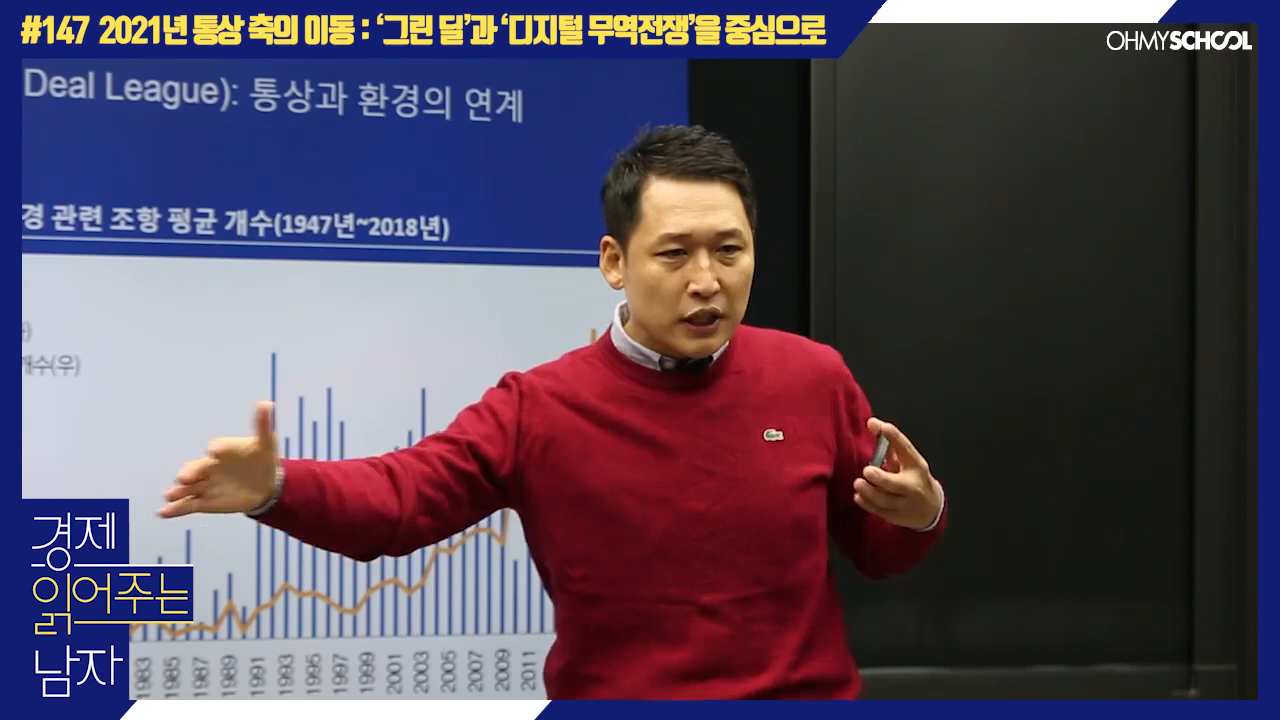 #147 2021년 통상 축의 이동 : ‘그린 딜’과 ‘디지털 무역전쟁’을 중심으로
OHMYSCHOOL
Deal League): 통상과 환경의 연계
경 관련 조항 평균 개수(1947년~2018년)
개수(우)
경제
읽어주는
남자
1983 1985 1987 1989 1991 1993 1995 1997 1999 2001 2003 2005 2007 2009 2011